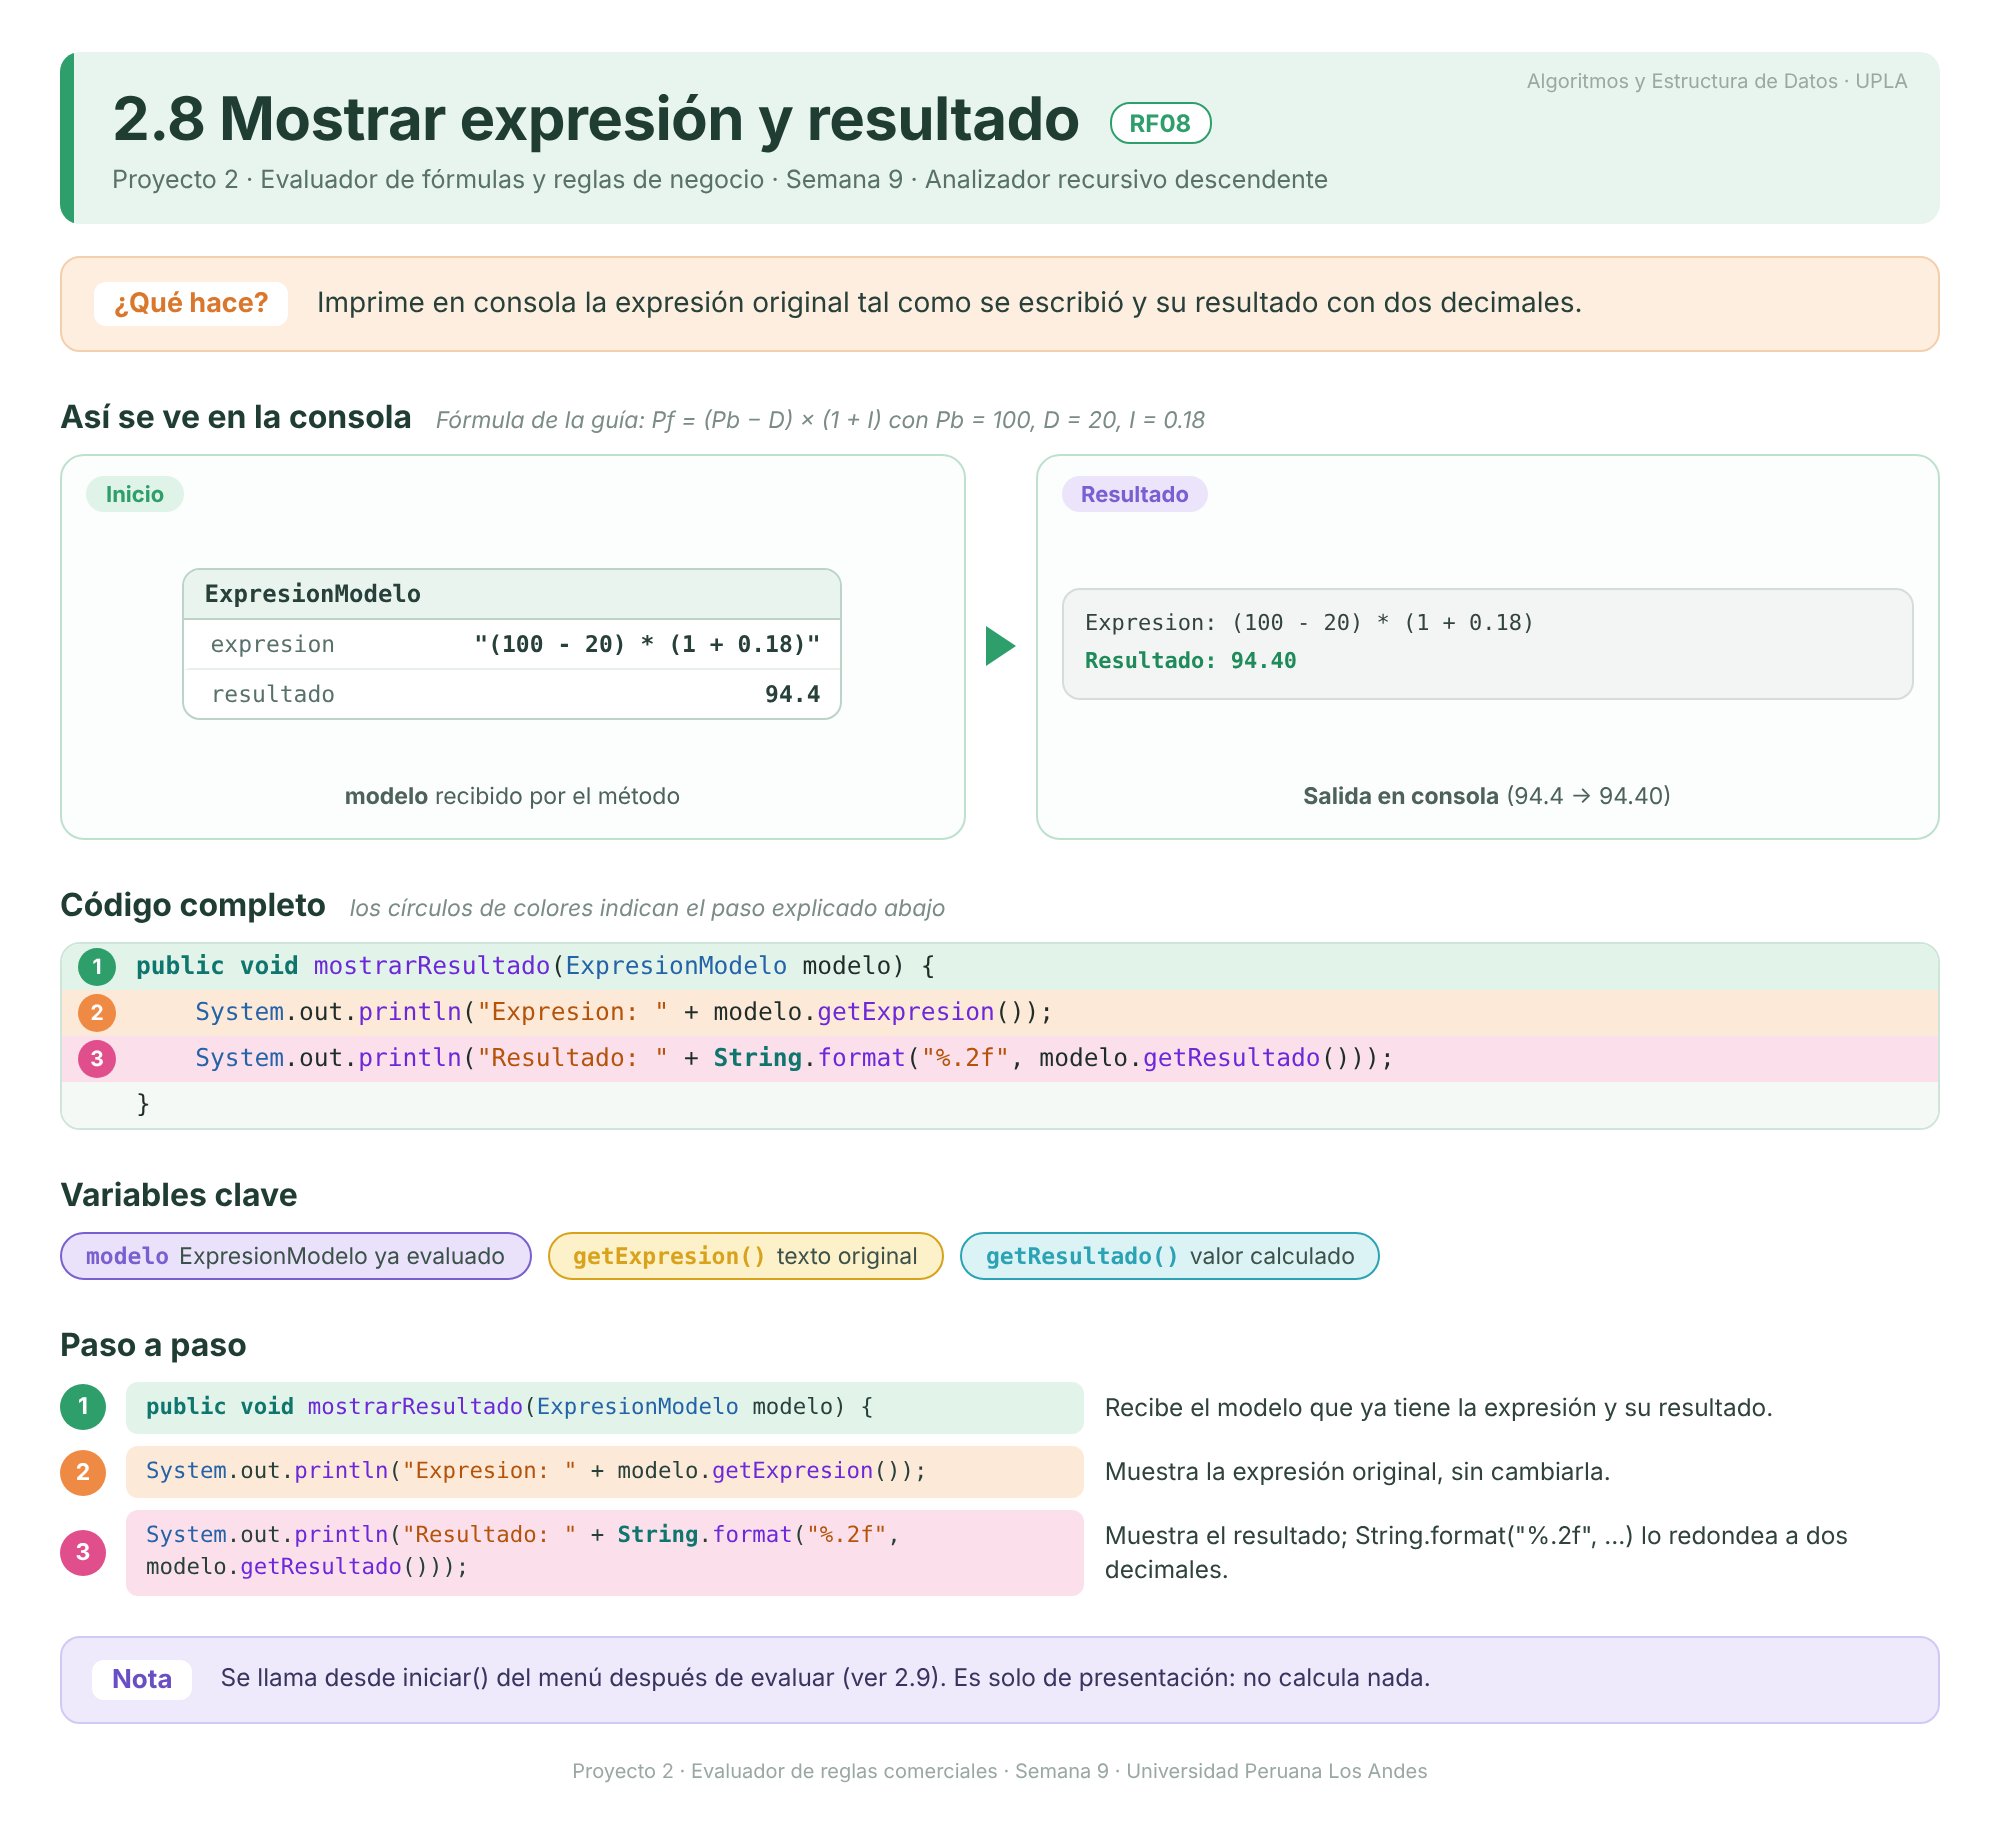 Algoritmos y Estructura de Datos · UPLA
2.8 Mostrar expresión y resultado RF08
Proyecto 2 · Evaluador de fórmulas y reglas de negocio · Semana 9 · Analizador recursivo descendente
¿Qué hace? Imprime en consola la expresión original tal como se escribió y su resultado con dos decimales.
Así se ve en la consola Fórmula de la guía: Pf = (Pb − D) × (1 + I) con Pb = 100, D = 20, I = 0.18
Inicio
ExpresionModelo
expresion "(100 - 20) * (1 + 0.18)"
resultado 94.4
modelo recibido por el método
Resultado
Expresion: (100 - 20) * (1 + 0.18)
Resultado: 94.40
Salida en consola (94.4 → 94.40)
Código completo los círculos de colores indican el paso explicado abajo
1 public void mostrarResultado(ExpresionModelo modelo) {
2 System.out.println("Expresion: " + modelo.getExpresion());
3 System.out.println("Resultado: " + String.format("%.2f", modelo.getResultado()));
}
Variables clave
modelo ExpresionModelo ya evaluado getExpresion() texto original getResultado() valor calculado
Paso a paso
1 public void mostrarResultado(ExpresionModelo modelo) { Recibe el modelo que ya tiene la expresión y su resultado.
2 System.out.println("Expresion: " + modelo.getExpresion()); Muestra la expresión original, sin cambiarla.
3 System.out.println("Resultado: " + String.format("%.2f",
modelo.getResultado()));
Muestra el resultado; String.format("%.2f", ...) lo redondea a dos
decimales.
Nota Se llama desde iniciar() del menú después de evaluar (ver 2.9). Es solo de presentación: no calcula nada.
Proyecto 2 · Evaluador de reglas comerciales · Semana 9 · Universidad Peruana Los Andes